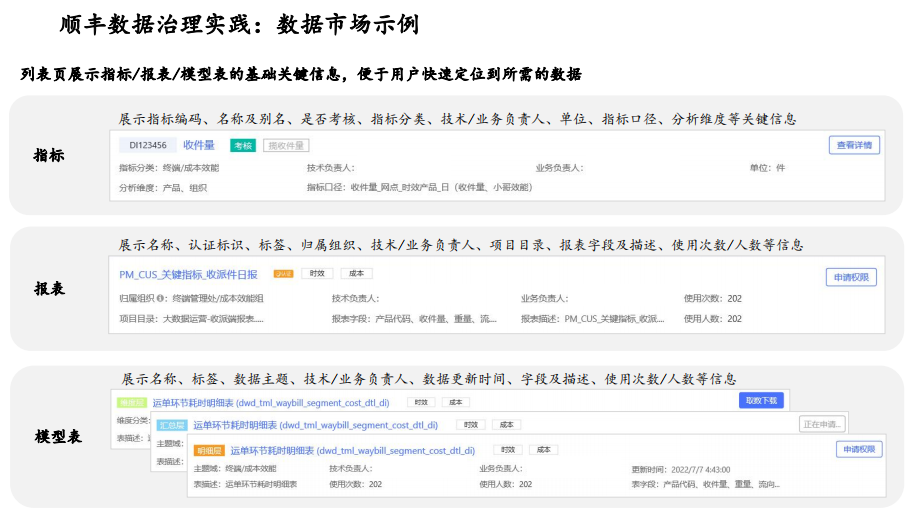 顺丰数据治理实践：数据市场示例
列表页展示指标/报表/模型表的基础关键信息，便于用户快速定位到所需的数据
指标
展示指标编码、名称及别名、是否考核、指标分类、技术/业务负责人、单位、指标口径、分析维度等关键信息
DI123456 收件量 考核 揽收件量 查看详情
指标分类：终端/成本效能 技术负责人： 业务负责人： 单位：件
分析维度：产品、组织 指标口径：收件量_网点_时效产品_日（收件量、小哥效能）
报表
展示名称、认证标识、标签、归属组织、技术/业务负责人、项目目录、报表字段及描述、使用次数/人数等信息
PM_CUS_关键指标_收派件日报 时效 成本 申请权限
归属组织：终端管理处/成本效能组 技术负责人： 业务负责人： 使用次数：202
项目目录：大数据运营-收派端报表..... 报表字段：产品代码、收件量、重量、流.... 报表描述：PM_CUS_关键指标_收派.... 使用人数：202
模型表
展示名称、标签、数据主题、技术/业务负责人、数据更新时间、字段及描述、使用次数/人数等信息
维度层 运单环节耗时明细表 (dwd_tml_waybill_segment_cost_dtl_di) 时效 成本 取数下载
维度分类：
表描述：
汇总层 运单环节耗时明细表 (dwd_tml_waybill_segment_cost_dtl_di) 时效 成本 正在申请...
主题域：
表描述：
明细层 运单环节耗时明细表 (dwd_tml_waybill_segment_cost_dtl_di) 时效 成本 申请权限
主题域：终端/成本效能 技术负责人： 业务负责人： 更新时间：2022/7/7 4:43:00
表描述：运单环节耗时明细表 使用次数：202 使用人数：202 表字段：产品代码、收件量、重量、流向...